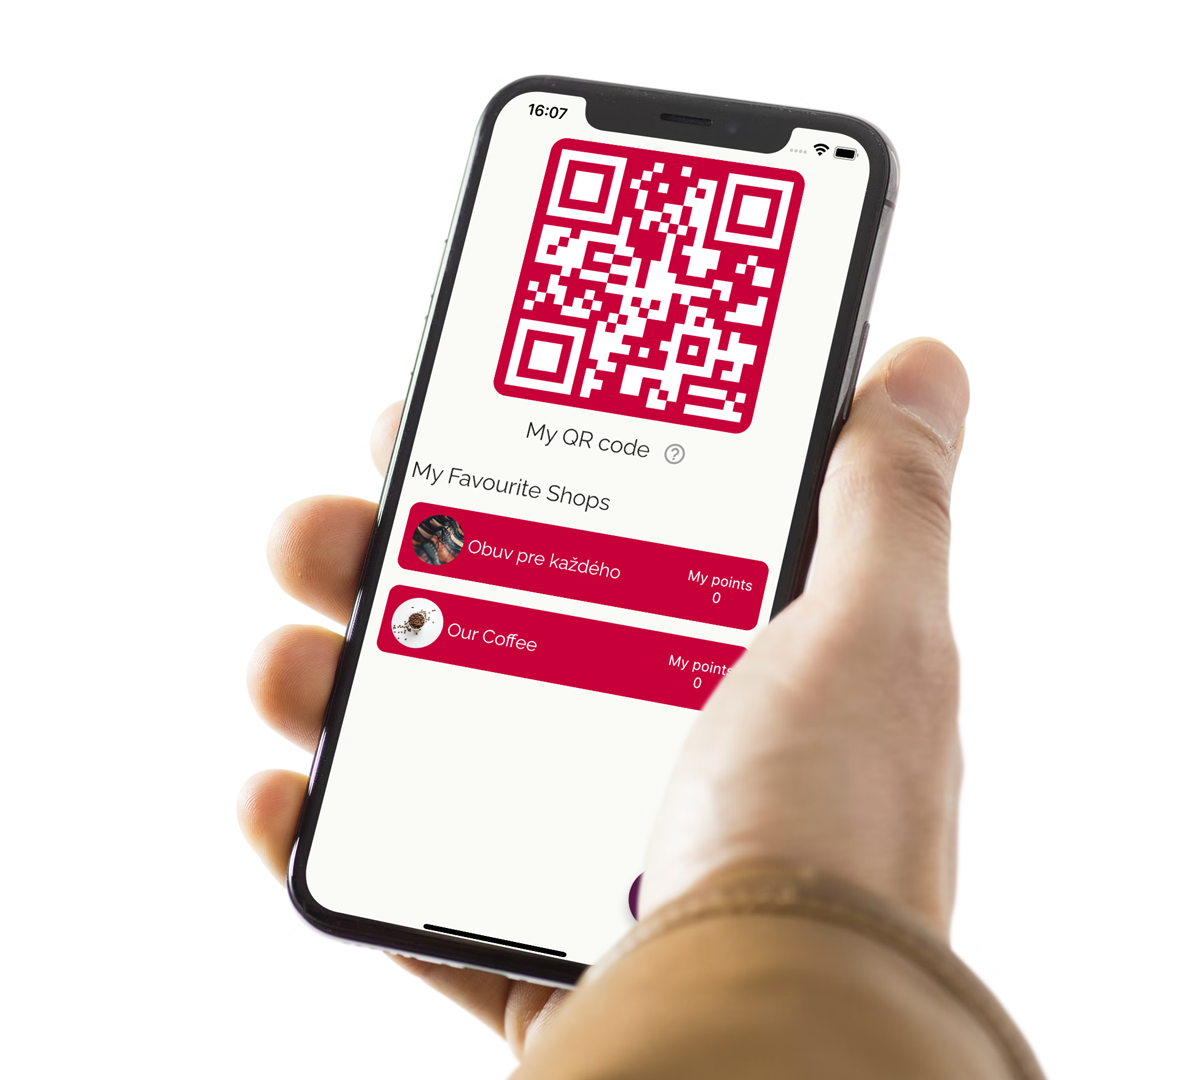 16:07
My QR code ?
My Favourite Shops
Obuv pre každého
My points
0
Our Coffee
My points
0